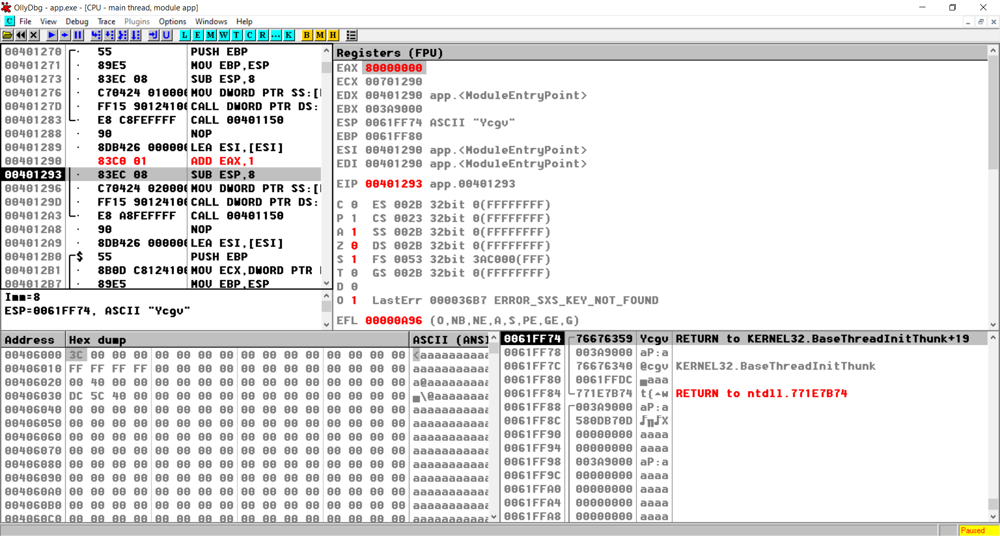 OllyDbg - app.exe - [CPU - main thread, module app]
C File View Debug Trace Plugins Options Windows Help
L E M W T C R ... K B M H
00401270 · 55 PUSH EBP
00401271 · 89E5 MOV EBP,ESP
00401273 · 83EC 08 SUB ESP,8
00401276 · C70424 010000 MOV DWORD PTR SS:[
0040127D · FF15 90124100 CALL DWORD PTR DS:
00401283 · E8 C8FEFFFF CALL 00401150
00401288 · 90 NOP
00401289 · 8DB426 000000 LEA ESI,[ESI]
00401290 83C0 01 ADD EAX,1
00401293 · 83EC 08 SUB ESP,8
00401296 · C70424 020000 MOV DWORD PTR SS:[
0040129D · FF15 90124100 CALL DWORD PTR DS:
004012A3 · E8 A8FEFFFF CALL 00401150
004012A8 · 90 NOP
004012A9 · 8DB426 000000 LEA ESI,[ESI]
004012B0 $ 55 PUSH EBP
004012B1 · 8B0D C8124100 MOV ECX,DWORD PTR
004012B7 · 89E5 MOV EBP,ESP
Imm=8
ESP=0061FF74, ASCII "Ycgv"
Registers (FPU)
EAX 80000000
ECX 00701290
EDX 00401290 app.<ModuleEntryPoint>
EBX 003A9000
ESP 0061FF74 ASCII "Ycgv"
EBP 0061FF80
ESI 00401290 app.<ModuleEntryPoint>
EDI 00401290 app.<ModuleEntryPoint>
EIP 00401293 app.00401293
C 0 ES 002B 32bit 0(FFFFFFFF)
P 1 CS 0023 32bit 0(FFFFFFFF)
A 1 SS 002B 32bit 0(FFFFFFFF)
Z 0 DS 002B 32bit 0(FFFFFFFF)
S 1 FS 0053 32bit 3AC000(FFF)
T 0 GS 002B 32bit 0(FFFFFFFF)
D 0
O 1 LastErr 000036B7 ERROR_SXS_KEY_NOT_FOUND
EFL 00000A96 (O,NB,NE,A,S,PE,GE,G)
Address Hex dump ASCII (ANSI
00406000 3C 00 00 00 00 00 00 00 00 00 00 00 00 00 00 00 <aaaaaaaaaa
00406010 FF FF FF FF 00 00 00 00 00 00 00 00 00 00 00 00 aaaaaaaaaaa
00406020 00 40 00 00 00 00 00 00 00 00 00 00 00 00 00 00 a@aaaaaaaaa
00406030 DC 5C 40 00 00 00 00 00 00 00 00 00 00 00 00 00 ▄\@aaaaaaaa
00406040 00 00 00 00 00 00 00 00 00 00 00 00 00 00 00 00 aaaaaaaaaaa
00406050 00 00 00 00 00 00 00 00 00 00 00 00 00 00 00 00 aaaaaaaaaaa
00406060 00 00 00 00 00 00 00 00 00 00 00 00 00 00 00 00 aaaaaaaaaaa
00406070 00 00 00 00 00 00 00 00 00 00 00 00 00 00 00 00 aaaaaaaaaaa
00406080 00 00 00 00 00 00 00 00 00 00 00 00 00 00 00 00 aaaaaaaaaaa
00406090 00 00 00 00 00 00 00 00 00 00 00 00 00 00 00 00 aaaaaaaaaaa
004060A0 00 00 00 00 00 00 00 00 00 00 00 00 00 00 00 00 aaaaaaaaaaa
004060B0 00 00 00 00 00 00 00 00 00 00 00 00 00 00 00 00 aaaaaaaaaaa
004060C0 00 00 00 00 00 00 00 00 00 00 00 00 00 00 00 00 aaaaaaaaaaa
0061FF74 76676359 Ycgv RETURN to KERNEL32.BaseThreadInitThunk+19
0061FF78 003A9000 aP:a
0061FF7C 76676340 @cgv KERNEL32.BaseThreadInitThunk
0061FF80 0061FFDC ▄aaa
0061FF84 771E7B74 t{▲w RETURN to ntdll.771E7B74
0061FF88 003A9000 aP:a
0061FF8C 580DB70D ♪╖♪X
0061FF90 00000000 aaaa
0061FF94 00000000 aaaa
0061FF98 003A9000 aP:a
0061FF9C 00000000 aaaa
0061FFA0 00000000 aaaa
0061FFA4 00000000 aaaa
0061FFA8 00000000 aaaa
Paused